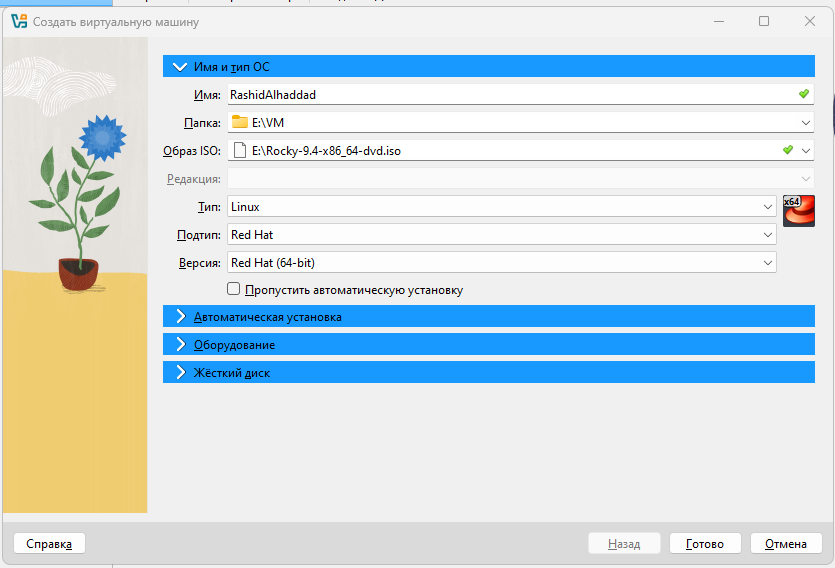 Создать виртуальную машину
Имя и тип ОС
Имя: RashidAlhaddad
Папка: E:\VM
Образ ISO: E:\Rocky-9.4-x86_64-dvd.iso
Редакция:
Тип: Linux
x64
Подтип: Red Hat
Версия: Red Hat (64-bit)
Пропустить автоматическую установку
Автоматическая установка
Оборудование
Жёсткий диск
Справка Назад Готово Отмена